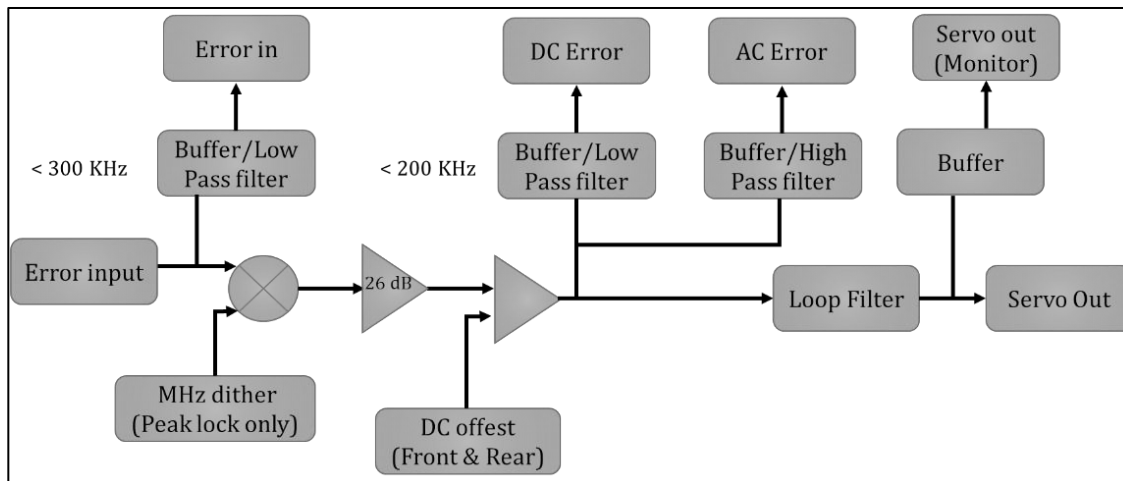 Error in
DC Error
AC Error
Servo out
(Monitor)
< 300 KHz
Buffer/Low
Pass filter
< 200 KHz
Buffer/Low
Pass filter
Buffer/High
Pass filter
Buffer
Error input
26 dB
Loop Filter
Servo Out
MHz dither
(Peak lock only)
DC offest
(Front & Rear)